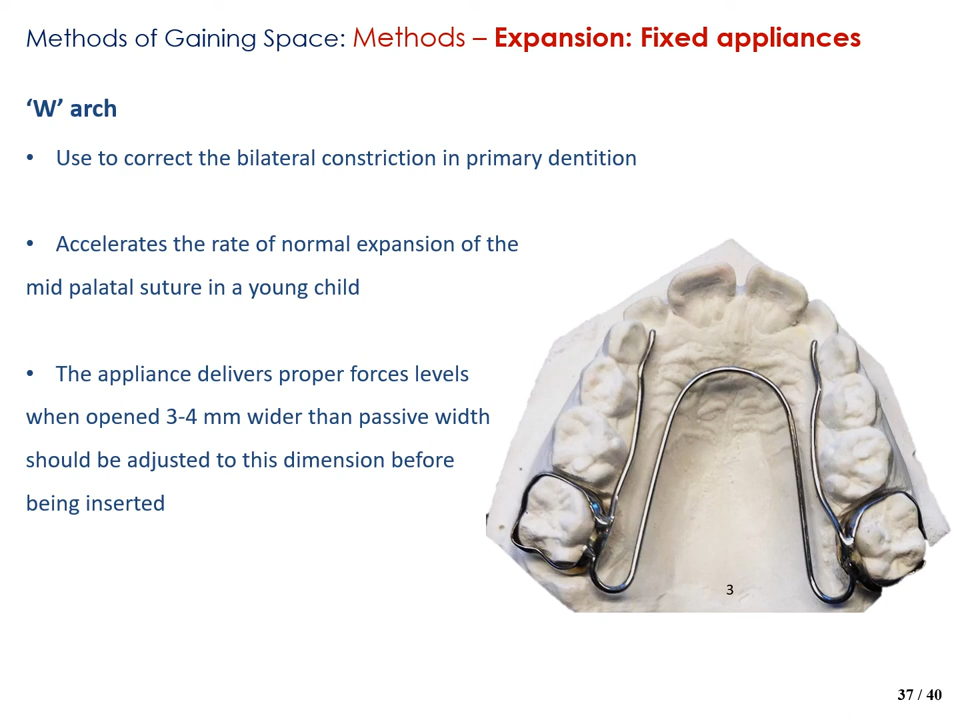 Methods of Gaining Space: Methods – Expansion: Fixed appliances
‘W’ arch
• Use to correct the bilateral constriction in primary dentition
• Accelerates the rate of normal expansion of the
mid palatal suture in a young child
• The appliance delivers proper forces levels
when opened 3-4 mm wider than passive width
should be adjusted to this dimension before
being inserted
3
37 / 40